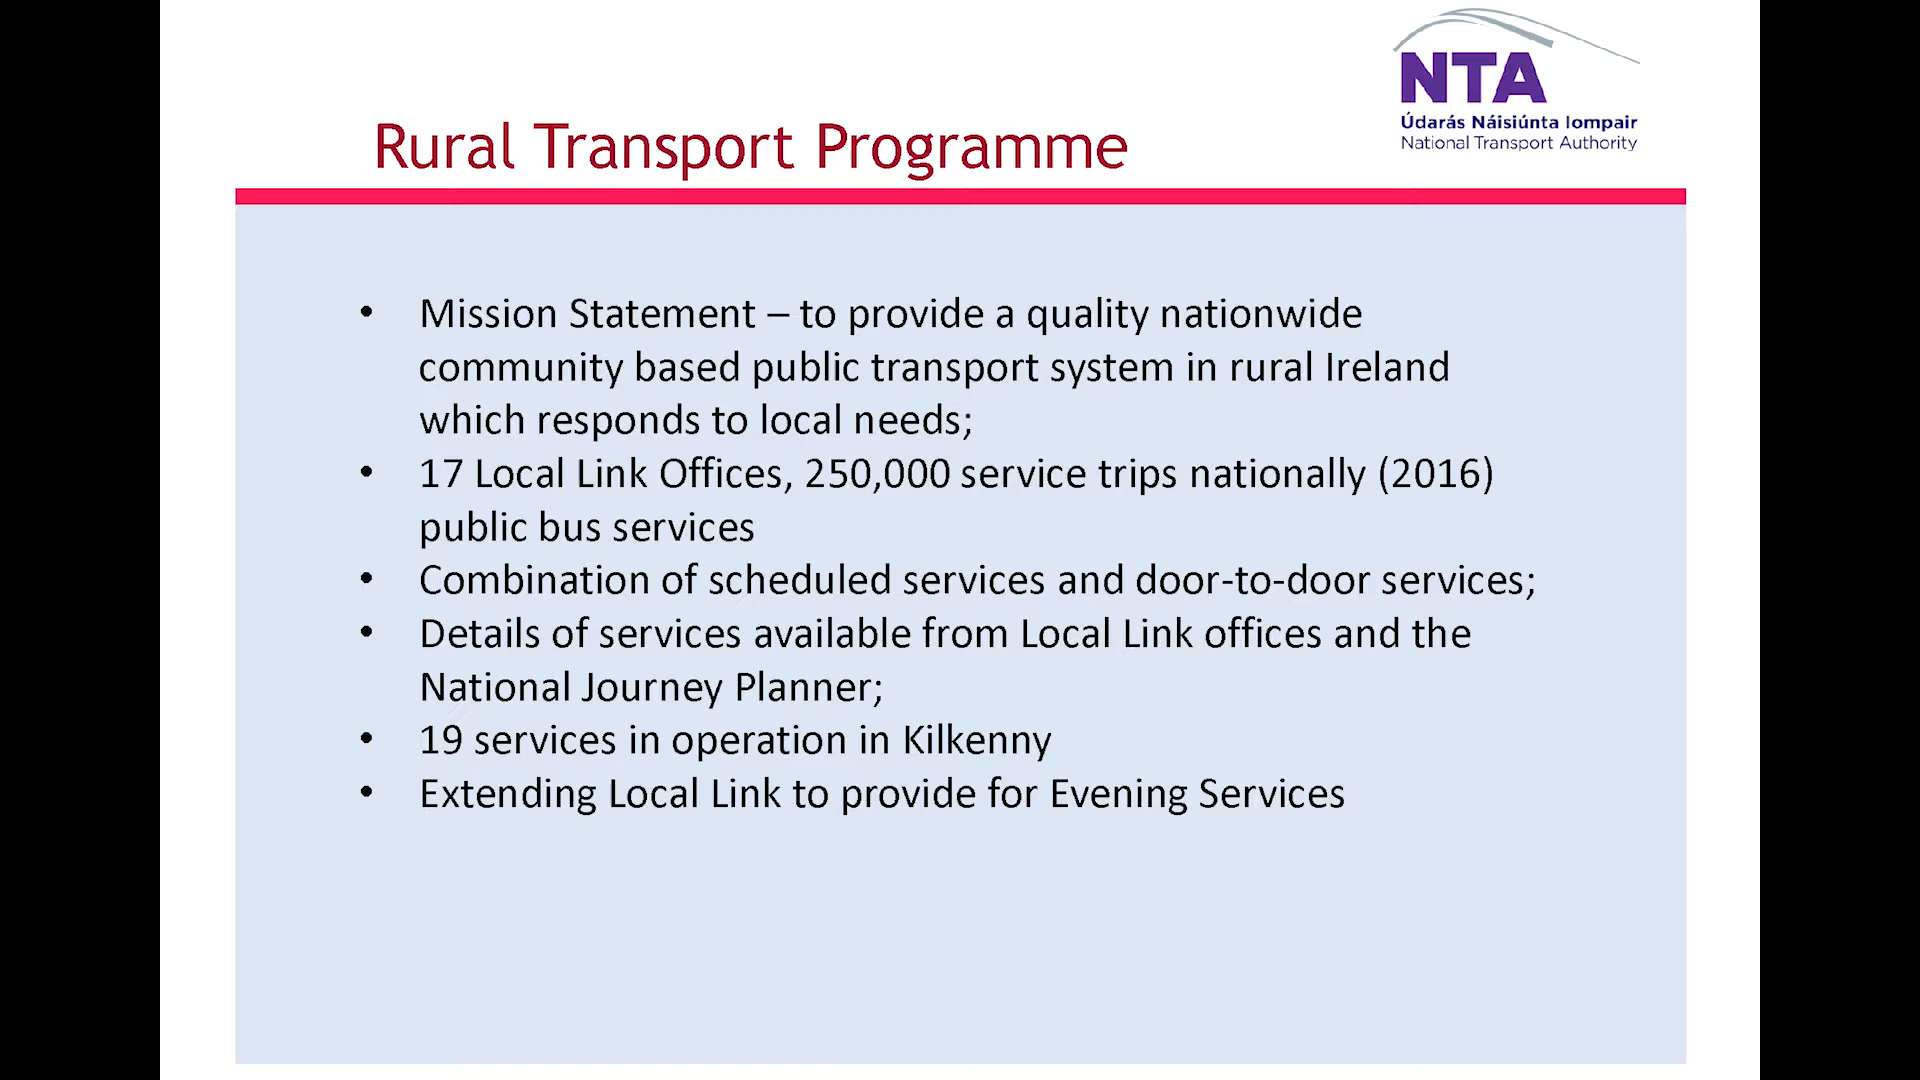 NTA
Údarás Náisiúnta Iompair
National Transport Authority
Rural Transport Programme
• Mission Statement – to provide a quality nationwide
community based public transport system in rural Ireland
which responds to local needs;
• 17 Local Link Offices, 250,000 service trips nationally (2016)
public bus services
• Combination of scheduled services and door-to-door services;
• Details of services available from Local Link offices and the
National Journey Planner;
• 19 services in operation in Kilkenny
• Extending Local Link to provide for Evening Services